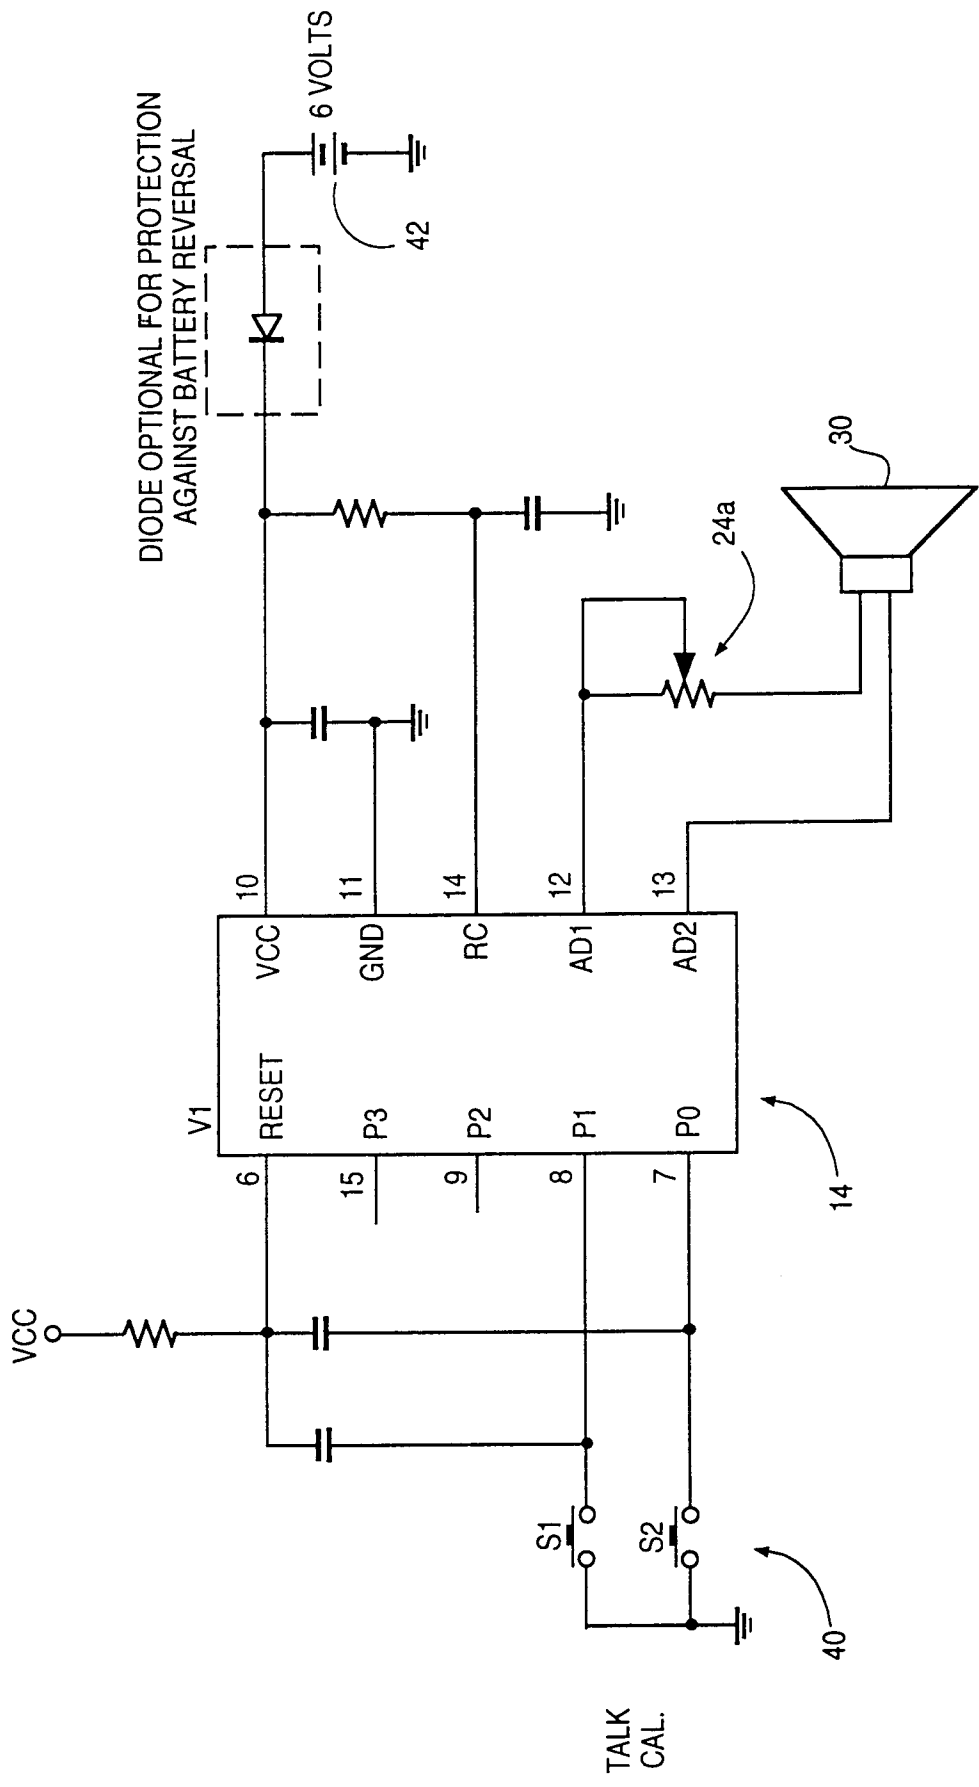 DIODE OPTIONAL FOR PROTECTION
AGAINST BATTERY REVERSAL
6 VOLTS
42
VCC
V1
6
RESET
VCC
10
15
P3
GND
11
9
P2
RC
14
8
P1
AD1
12
7
P0
AD2
13
24a
30
S1
S2
TALK
CAL.
40
14